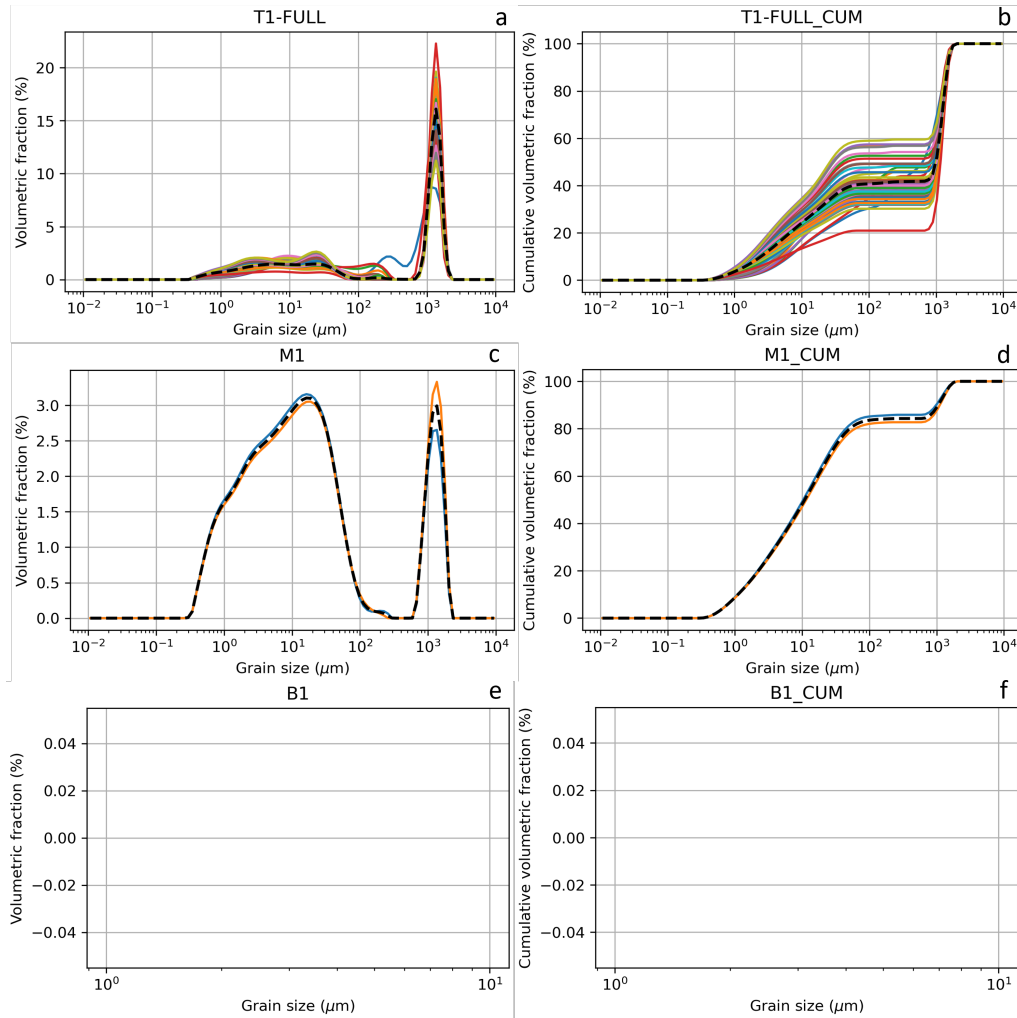 T1-FULL
a
Volumetric fraction (%)
20
15
10
5
0
10⁻² 10⁻¹ 10⁰ 10¹ 10² 10³ 10⁴
Grain size (μm)
T1-FULL_CUM
b
Cumulative volumetric fraction (%)
100
80
60
40
20
0
10⁻² 10⁻¹ 10⁰ 10¹ 10² 10³ 10⁴
Grain size (μm)
M1
c
Volumetric fraction (%)
3.0
2.5
2.0
1.5
1.0
0.5
0.0
10⁻² 10⁻¹ 10⁰ 10¹ 10² 10³ 10⁴
Grain size (μm)
M1_CUM
d
Cumulative volumetric fraction (%)
100
80
60
40
20
0
10⁻² 10⁻¹ 10⁰ 10¹ 10² 10³ 10⁴
Grain size (μm)
B1
e
Volumetric fraction (%)
0.04
0.02
0.00
−0.02
−0.04
10⁰ 10¹
Grain size (μm)
B1_CUM
f
Cumulative volumetric fraction (%)
0.04
0.02
0.00
−0.02
−0.04
10⁰ 10¹
Grain size (μm)